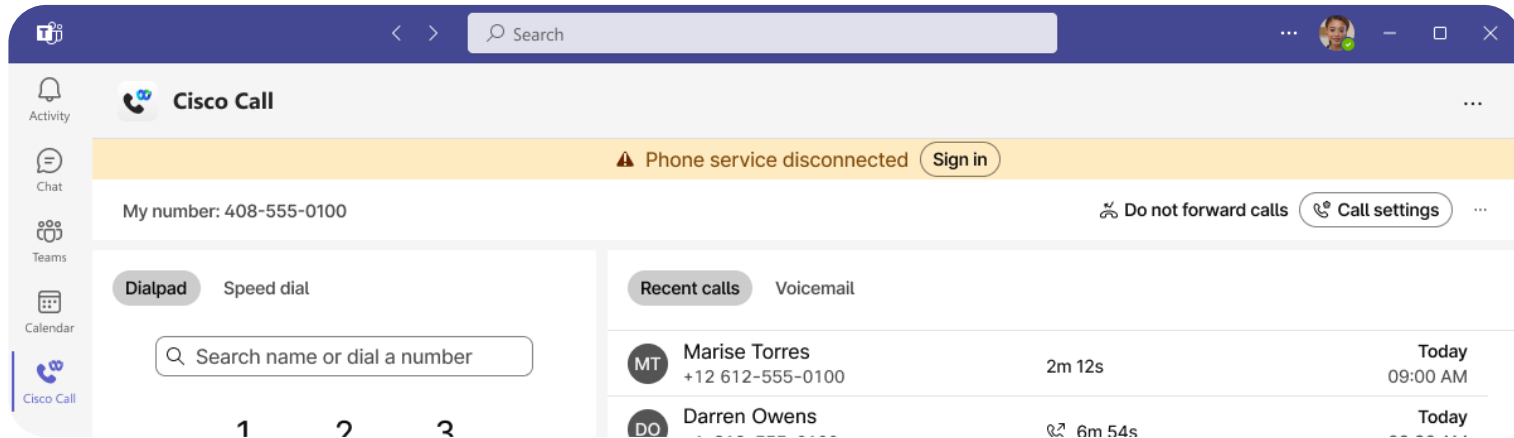 Search
Activity
Chat
Teams
Calendar
Cisco Call
Cisco Call
Phone service disconnected Sign in
My number: 408-555-0100 Do not forward calls Call settings
Dialpad Speed dial
Search name or dial a number
1 2 3
Recent calls Voicemail
MT Marise Torres 2m 12s Today
+12 612-555-0100 09:00 AM
DO Darren Owens 6m 54s Today